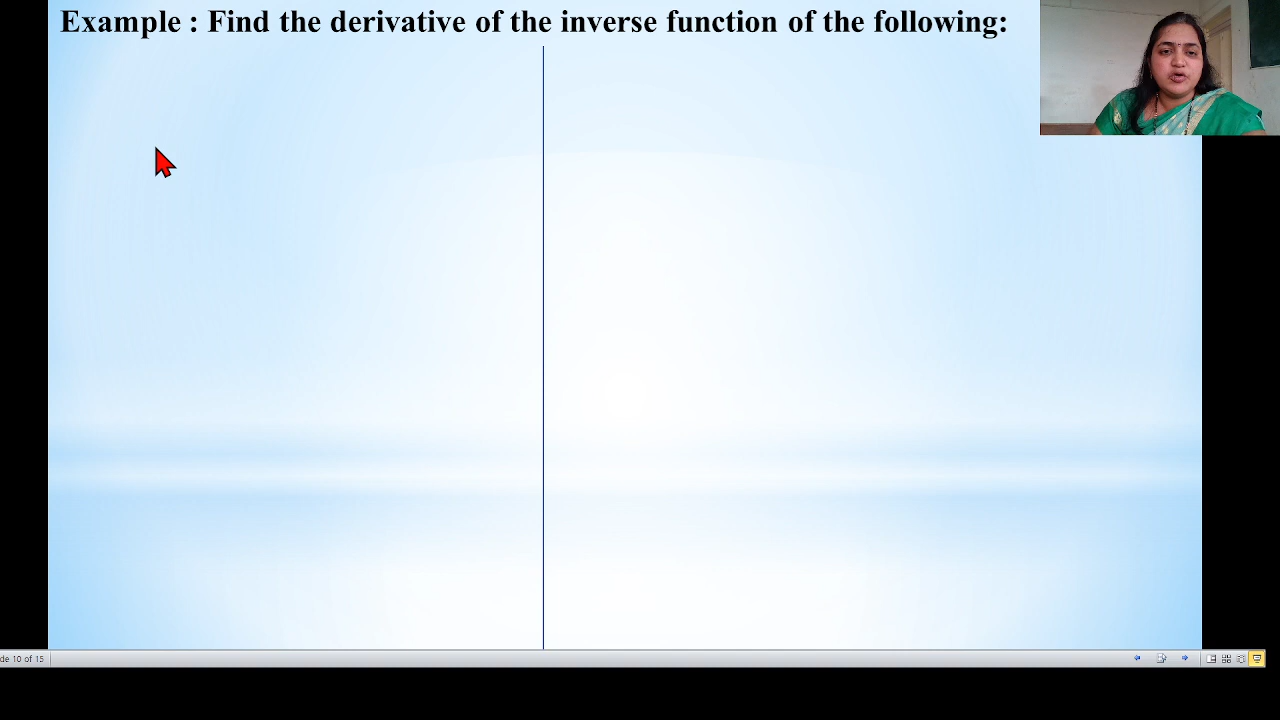 Example : Find the derivative of the inverse function of the following:
de 10 of 15